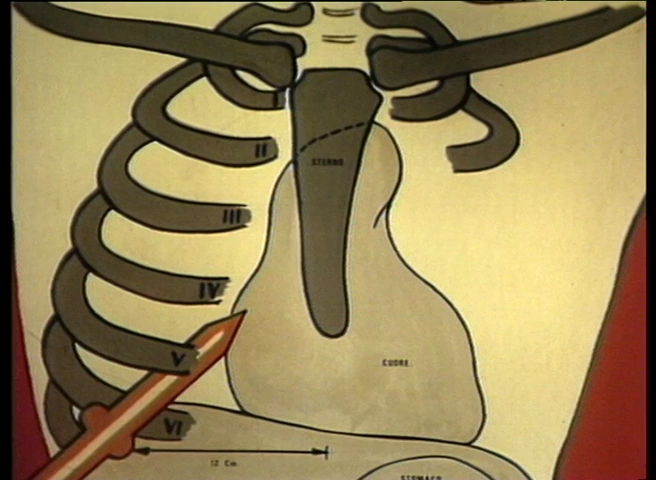 I
II
STERNO
III
IV
V
CUORE.
VI
12 Cm.
STOMACO